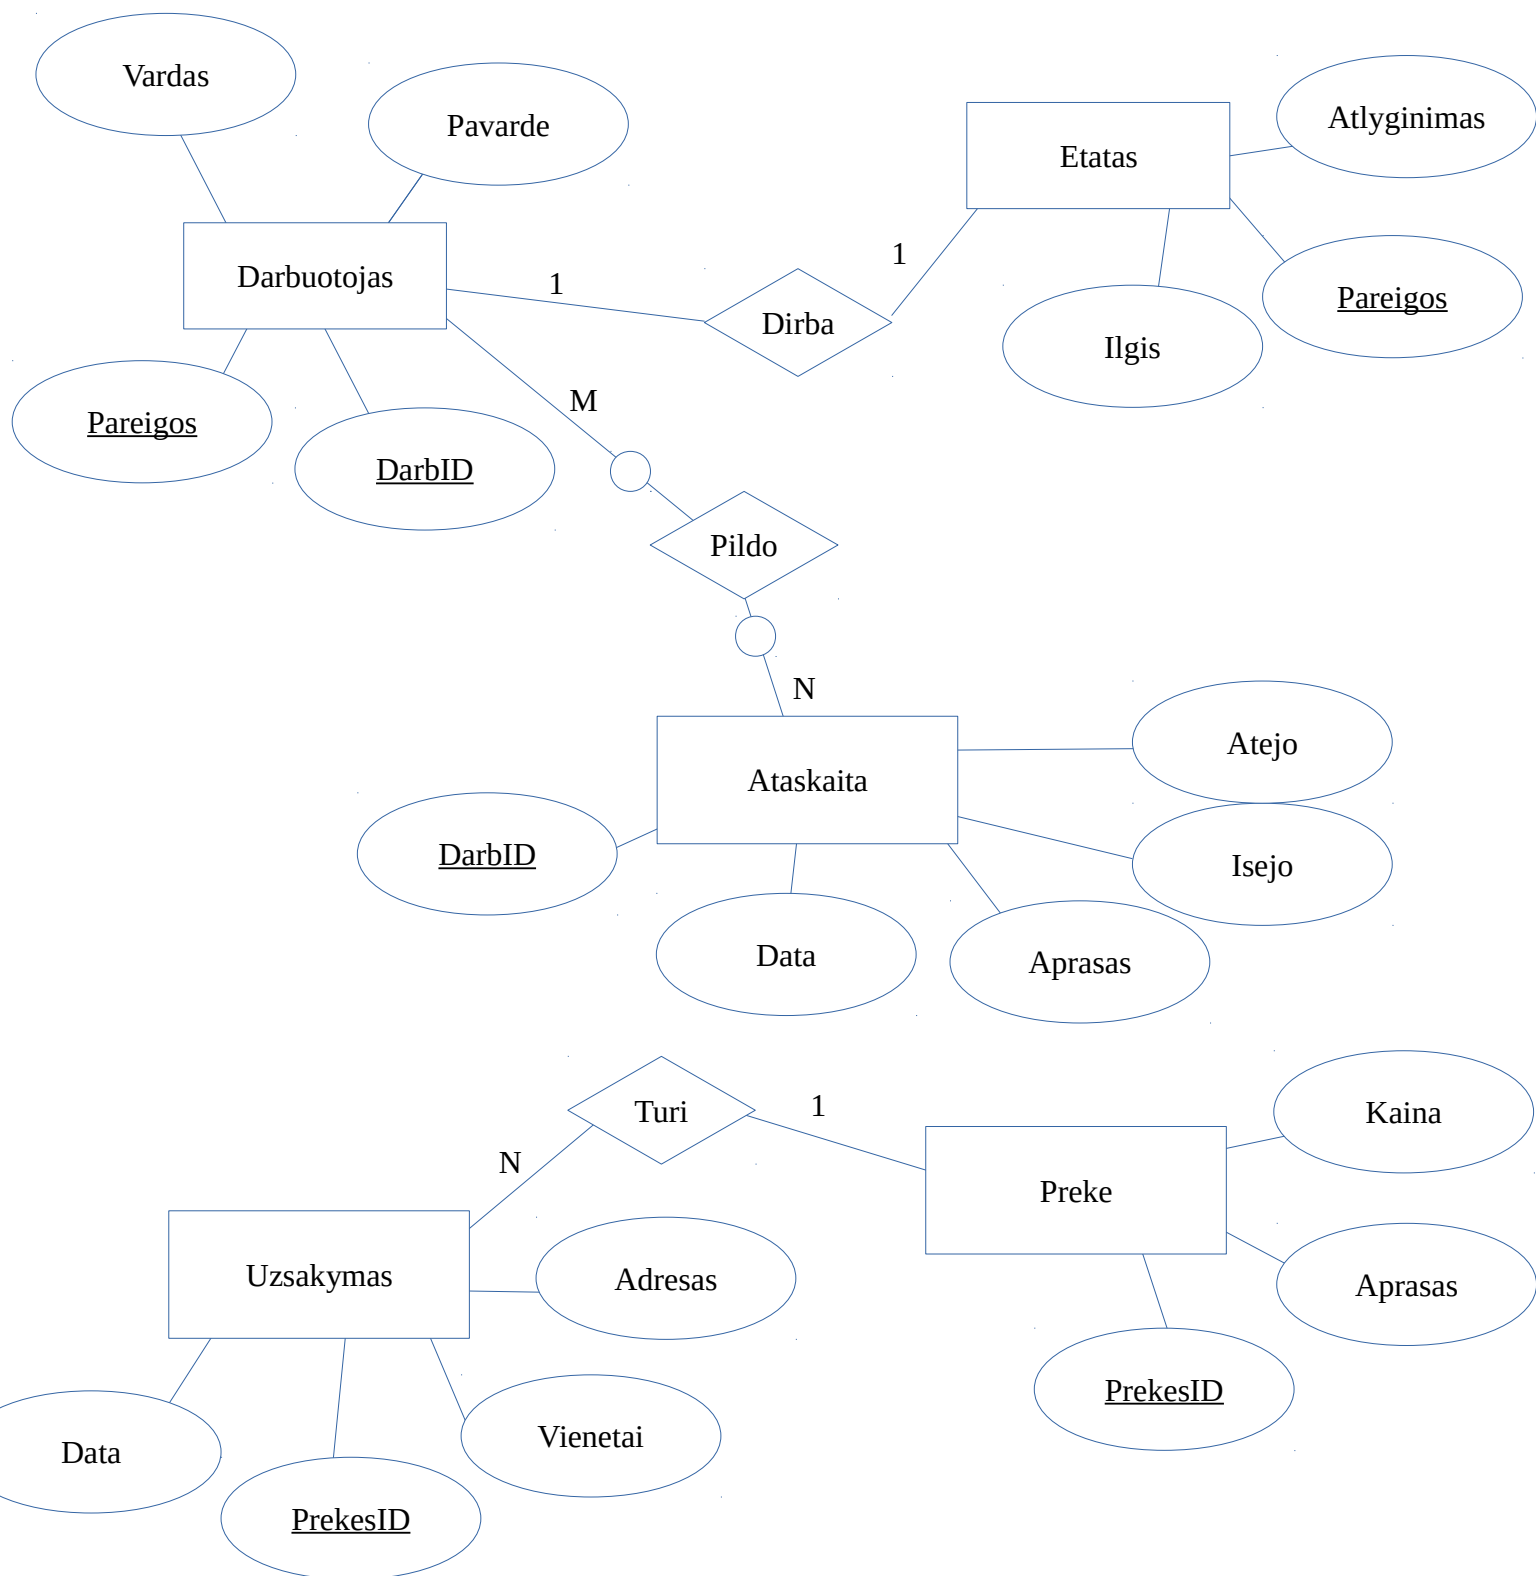 Vardas
Pavarde
Atlyginimas
Etatas
Darbuotojas
1
1
Dirba
Pareigos
Ilgis
Pareigos
DarbID
M
Pildo
N
Atejo
Ataskaita
DarbID
Isejo
Data
Aprasas
Turi
1
Kaina
N
Preke
Uzsakymas
Adresas
Aprasas
PrekesID
Data
Vienetai
PrekesID